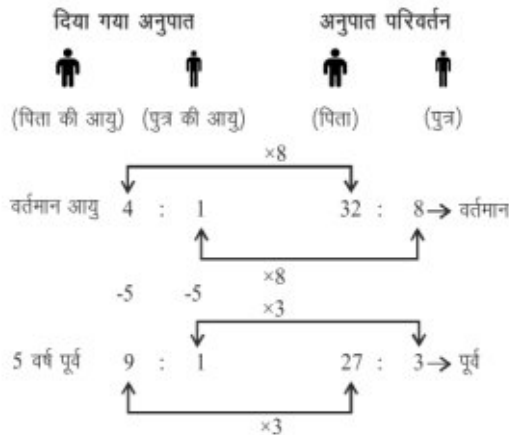 दिया गया अनुपात अनुपात परिवर्तन
(पिता की आयु) (पुत्र की आयु) (पिता) (पुत्र)
×8
वर्तमान आयु 4 : 1 32 : 8 → वर्तमान
×8
-5 -5
×3
5 वर्ष पूर्व 9 : 1 27 : 3 → पूर्व
×3